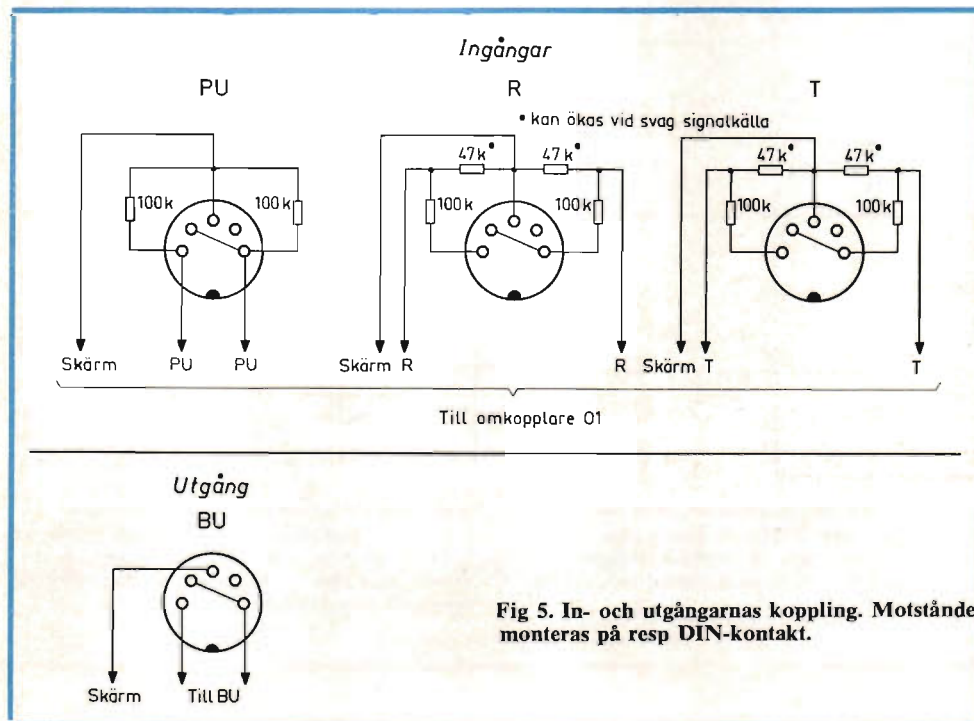 Ingångar
PU
R
T
• kan ökas vid svag signalkälla
47k•
47k•
47k•
47k•
100k
100k
100k
100k
100k
100k
Skärm
PU
PU
Skärm
R
R
Skärm
T
T
Till omkopplare O1
Utgång
BU
Skärm
Till BU
Fig 5. In- och utgångarnas koppling. Motstånde
monteras på resp DIN-kontakt.